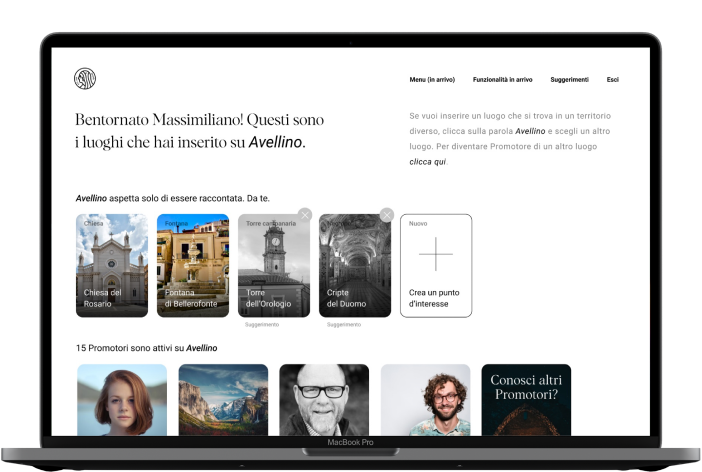 Menu (in arrivo) Funzionalità in arrivo Suggerimenti Esci
Bentornato Massimiliano! Questi sono
i luoghi che hai inserito su Avellino.
Se vuoi inserire un luogo che si trova in un territorio
diverso, clicca sulla parola Avellino e scegli un altro
luogo. Per diventare Promotore di un altro luogo
clicca qui.
Avellino aspetta solo di essere raccontata. Da te.
Chiesa
Chiesa del
Rosario
Fontana
Fontana
di Bellerofonte
Torre campanaria
Torre
dell'Orologio
Suggerimento
Cripte
del Duomo
Suggerimento
Nuovo
Crea un punto
d'interesse
15 Promotori sono attivi su Avellino
Conosci altri
Promotori?
MacBook Pro